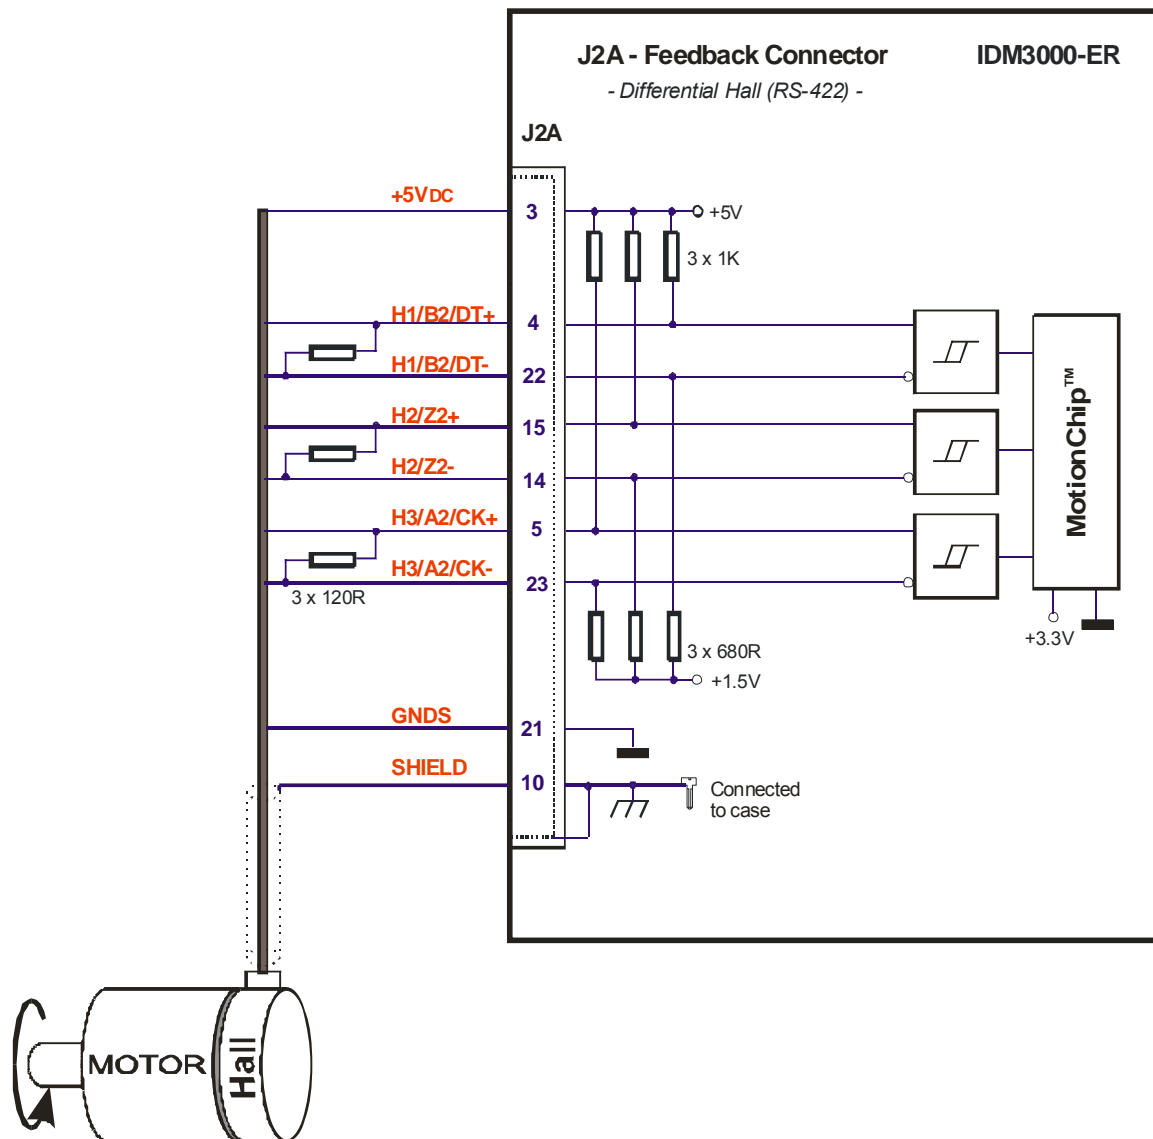 J2A - Feedback Connector
IDM3000-ER
- Differential Hall (RS-422) -
J2A
+5VDC
3
+5V
3 x 1K
H1/B2/DT+
4
H1/B2/DT-
22
H2/Z2+
15
H2/Z2-
14
H3/A2/CK+
5
H3/A2/CK-
23
3 x 120R
MotionChip™
+3.3V
3 x 680R
+1.5V
GNDS
21
SHIELD
10
Connected
to case
MOTOR
Hall